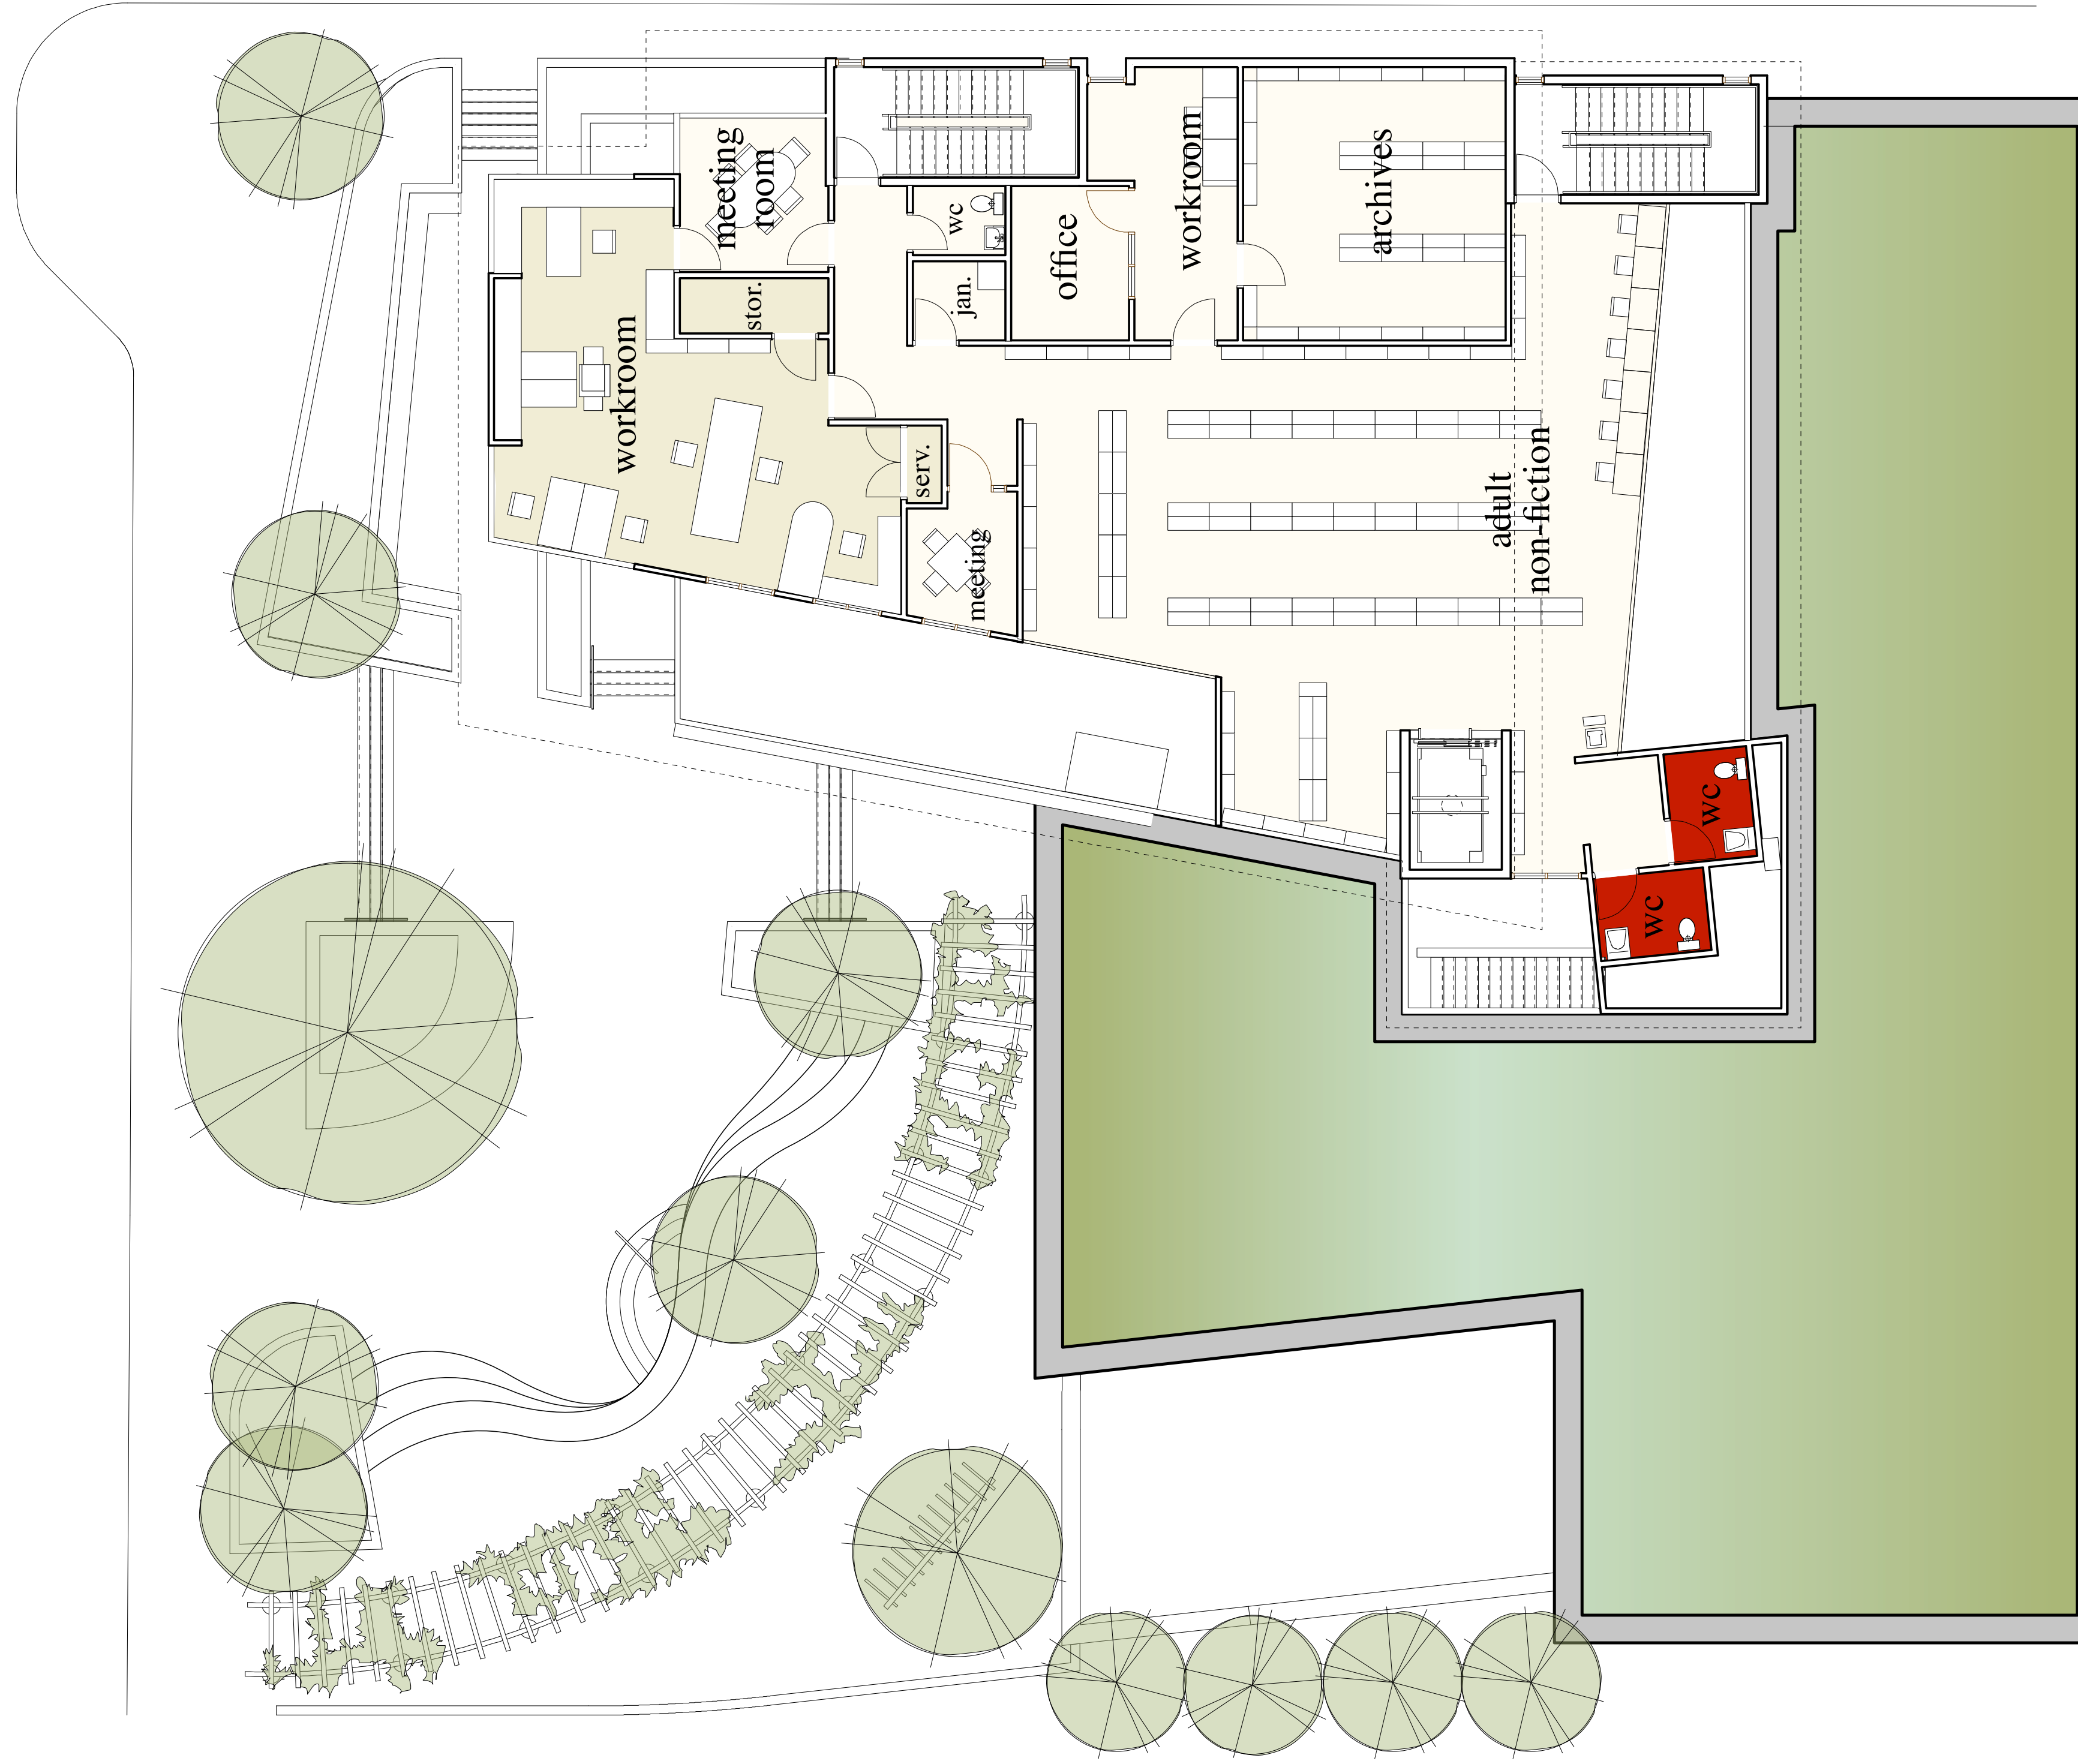 meeting
room
workroom
archives
wc
office
jan.
stor.
workroom
serv.
meeting
adult
non-fiction
wc
wc